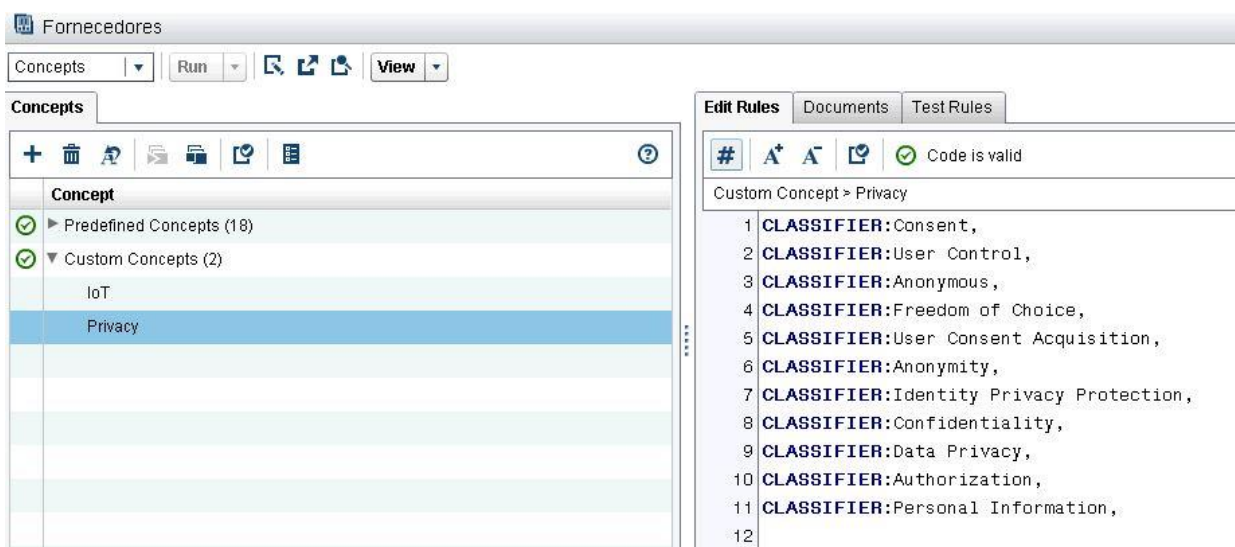 Fornecedores
Concepts Run View
Concepts
Concept
Predefined Concepts (18)
Custom Concepts (2)
IoT
Privacy
Edit Rules Documents Test Rules
# A+ A- Code is valid
Custom Concept > Privacy
1 CLASSIFIER:Consent,
2 CLASSIFIER:User Control,
3 CLASSIFIER:Anonymous,
4 CLASSIFIER:Freedom of Choice,
5 CLASSIFIER:User Consent Acquisition,
6 CLASSIFIER:Anonymity,
7 CLASSIFIER:Identity Privacy Protection,
8 CLASSIFIER:Confidentiality,
9 CLASSIFIER:Data Privacy,
10 CLASSIFIER:Authorization,
11 CLASSIFIER:Personal Information,
12